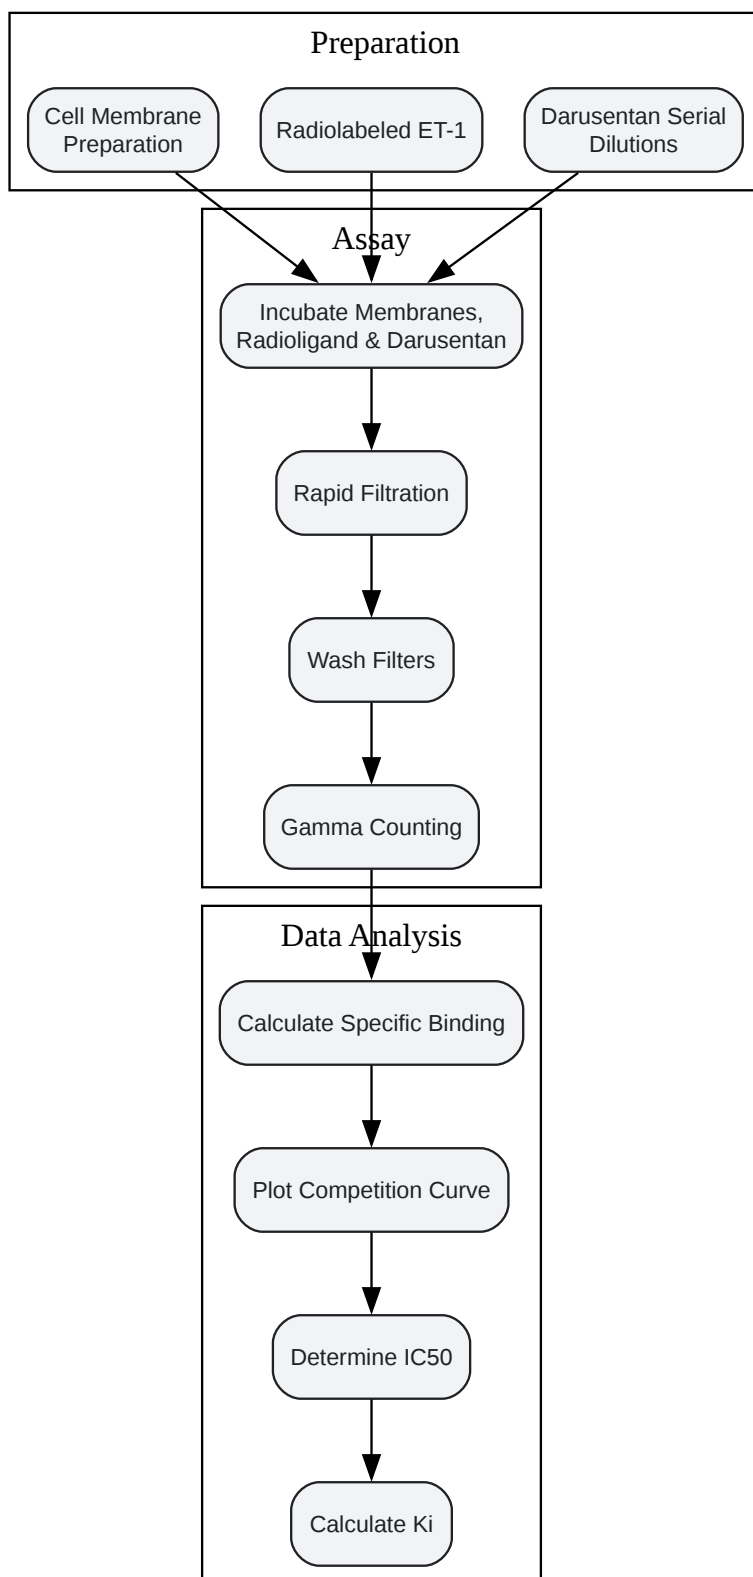 Preparation
Cell Membrane
Preparation
Radiolabeled ET-1
Darusentan Serial
Dilutions
Assay
Incubate Membranes,
Radioligand & Darusentan
Rapid Filtration
Wash Filters
Gamma Counting
Data Analysis
Calculate Specific Binding
Plot Competition Curve
Determine IC50
Calculate Ki